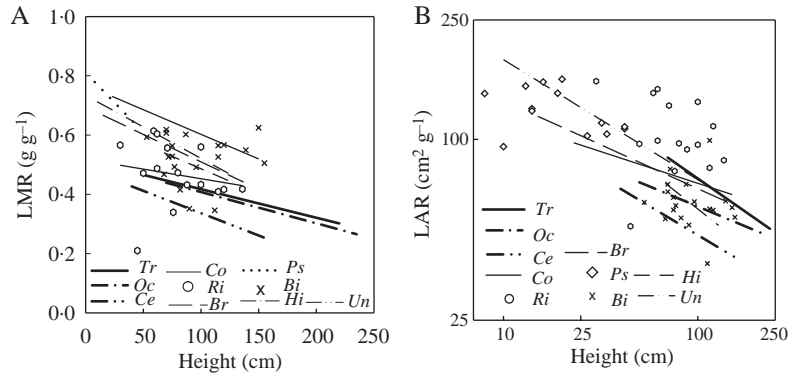 A
LMR (g g⁻¹)
1·0
0·8
0·6
0·4
0·2
0·0
Tr
Oc
Ce
Co
Ri
Br
Ps
Bi
Hi
Un
0 50 100 150 200 250
Height (cm)
B
LAR (cm² g⁻¹)
250
100
25
Tr
Oc
Ce
Co
Ri
Br
Ps
Bi
Hi
Un
10 25 100 250
Height (cm)